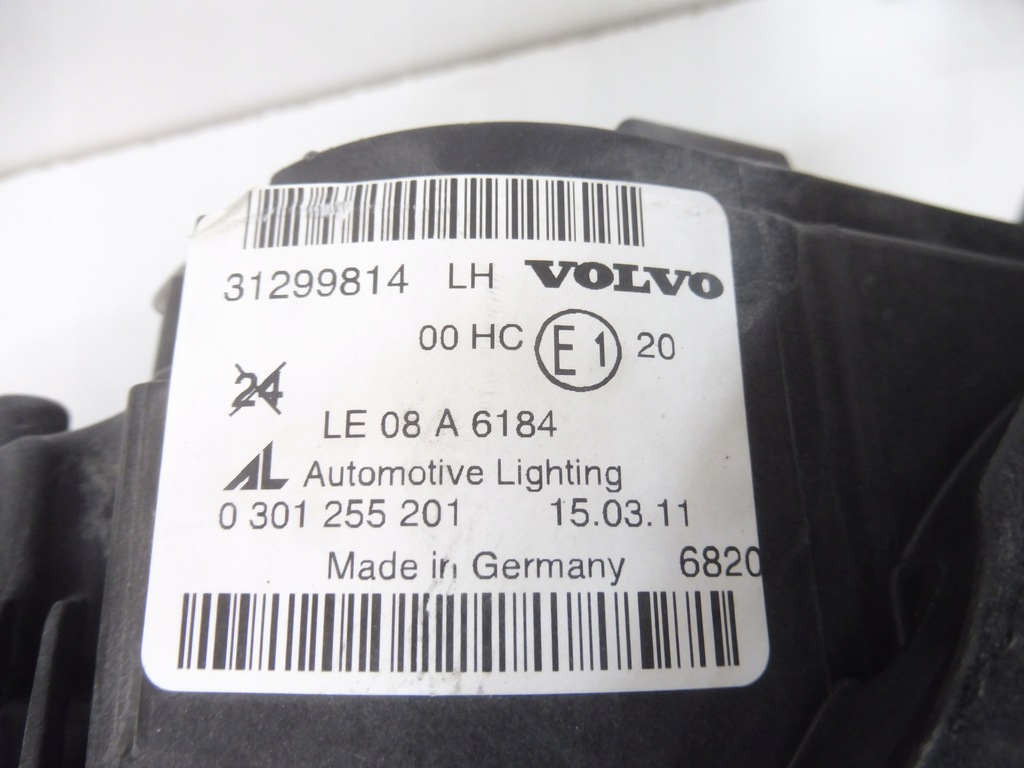 31299814 LH VOLVO
00 HC E1 20
24
LE 08 A 6184
AL Automotive Lighting
0 301 255 201 15.03.11
Made in Germany 6820